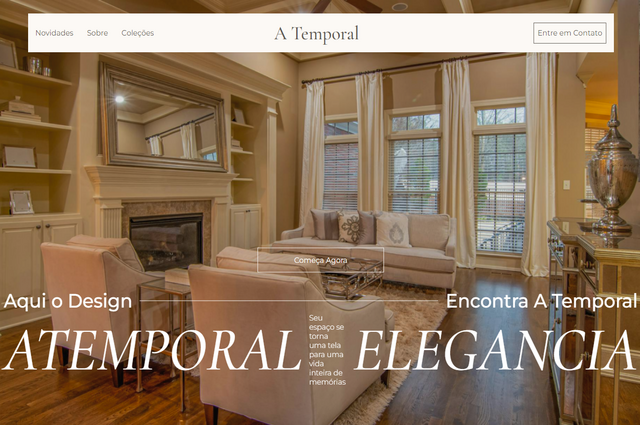 Novidades
Sobre
Coleções
A Temporal
Entre em Contato
Começa Agora
Aqui o Design
Encontra A Temporal
ATEMPORAL
Seu
espaço se
torna
uma tela
para uma
vida
inteira de
memórias
ELEGANCIA